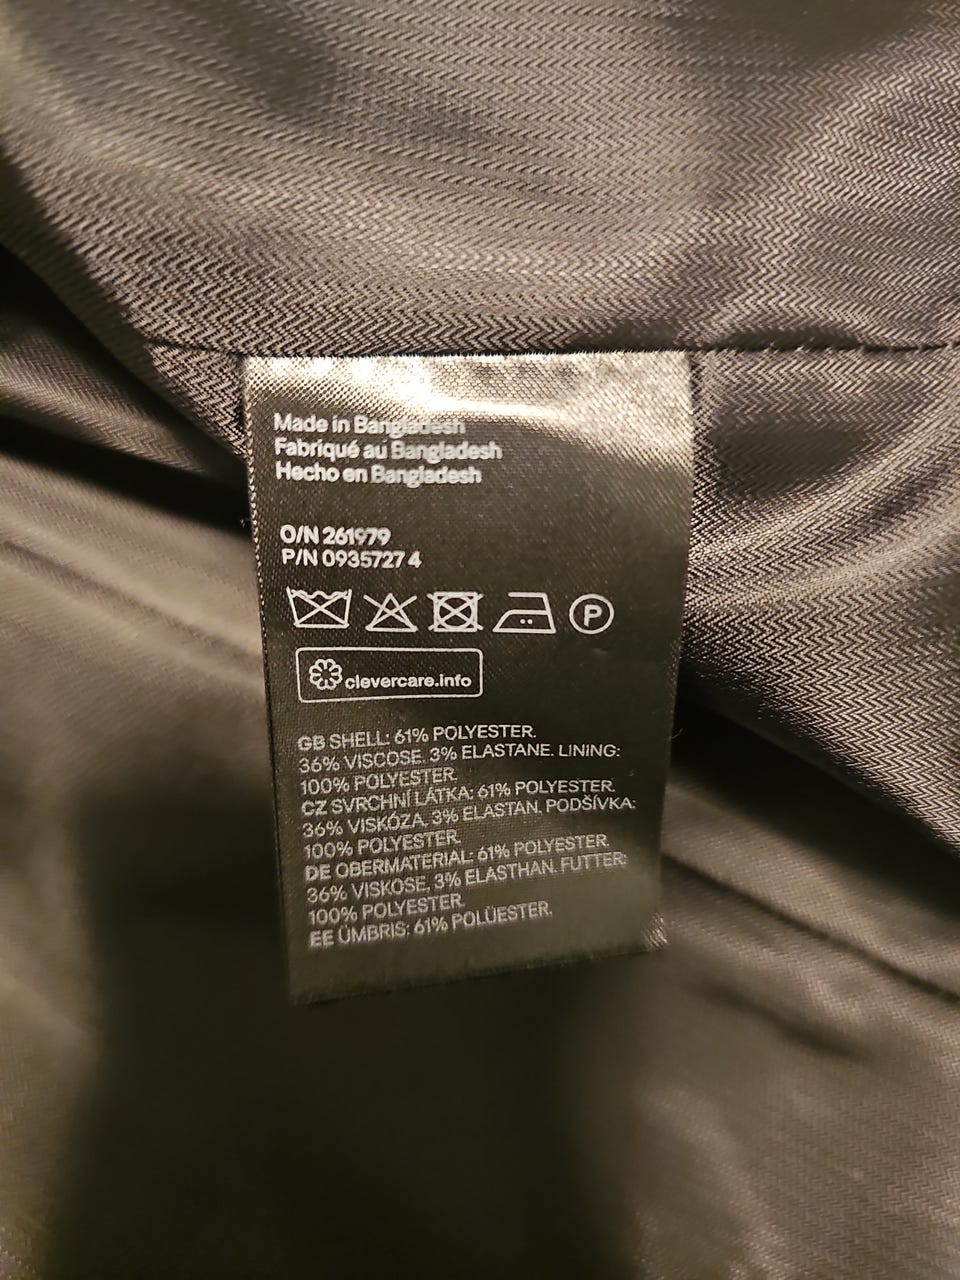 Made in Bangladesh
Fabriqué au Bangladesh
Hecho en Bangladesh
O/N 261979
P/N 0935727 4
P
clevercare.info
GB SHELL: 61% POLYESTER.
36% VISCOSE. 3% ELASTANE. LINING:
100% POLYESTER.
CZ SVRCHNÍ LÁTKA: 61% POLYESTER.
36% VISKÓZA, 3% ELASTAN. PODŠÍVKA:
100% POLYESTER.
DE OBERMATERIAL: 61% POLYESTER.
36% VISKOSE, 3% ELASTHAN. FUTTER:
100% POLYESTER.
EE ÜMBRIS: 61% POLÜESTER.